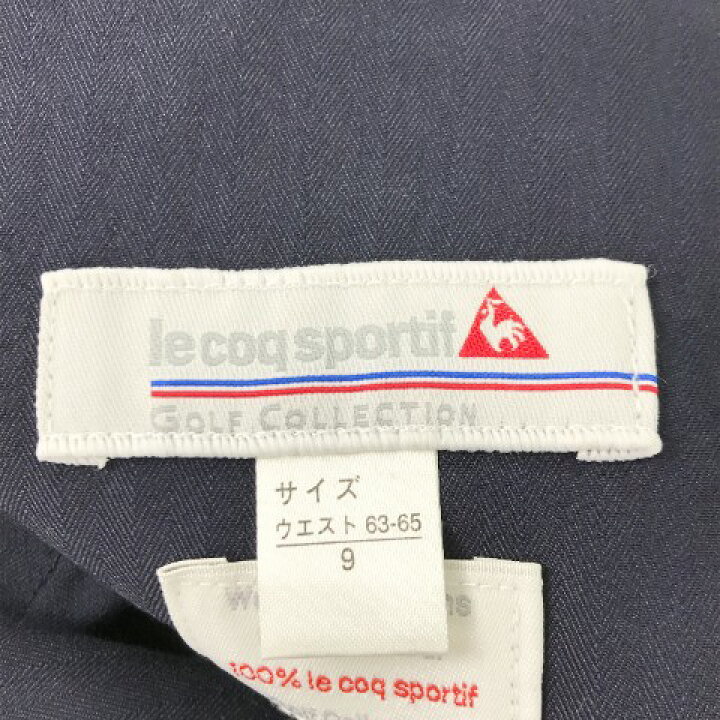 le coq sportif
GOLF COLLECTION
サイズ
ウエスト 63-65
9
100% le coq sportif